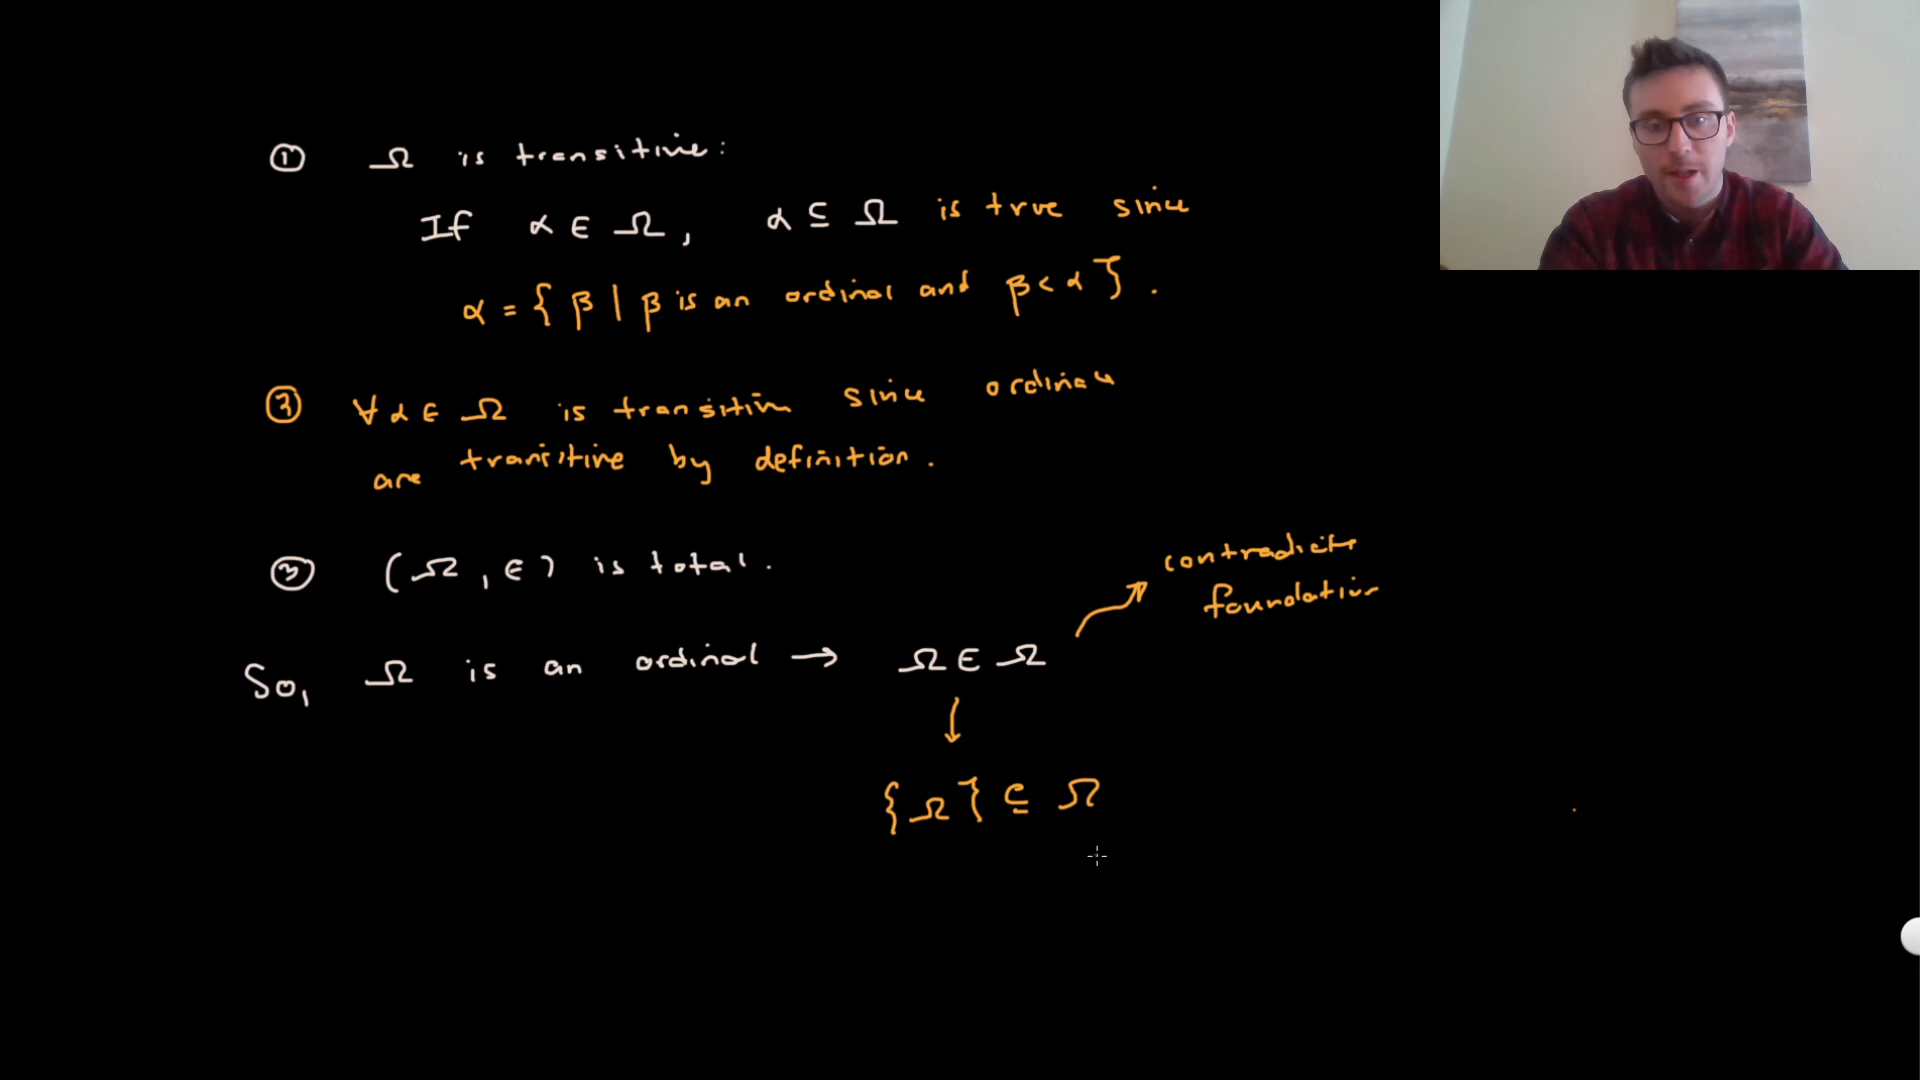 ① Ω is transitive:
If α ∈ Ω, α ⊆ Ω is true since
α = { β | β is an ordinal and β < α } .
② ∀ α ∈ Ω is transitive since ordinals
are transitive by definition .
③ (Ω, ∈) is total .
contradicts
foundation
So, Ω is an ordinal → Ω ∈ Ω
↓
{Ω} ⊆ Ω